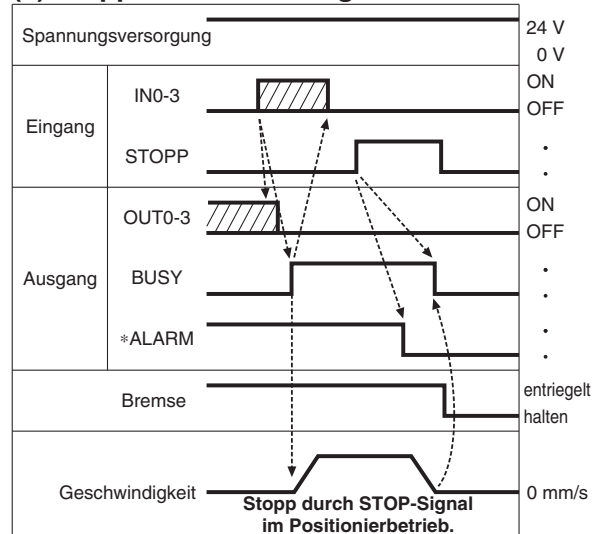 Spannungsversorgung
24 V
0 V
Eingang
IN0-3
ON
OFF
STOPP
Ausgang
OUT0-3
ON
OFF
BUSY
*ALARM
Bremse
entriegelt
halten
Geschwindigkeit
0 mm/s
Stopp durch STOP-Signal
im Positionierbetrieb.